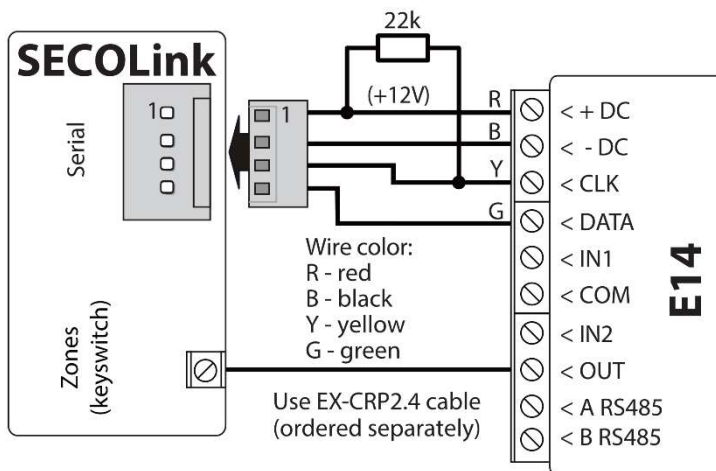 22k
SECOLink
(+12V)
1
1
Serial
R
B
Y
G
< + DC
< - DC
< CLK
< DATA
< IN1
< COM
< IN2
< OUT
< A RS485
< B RS485
E14
Wire color:
R - red
B - black
Y - yellow
G - green
Zones
(keyswitch)
Use EX-CRP2.4 cable
(ordered separately)